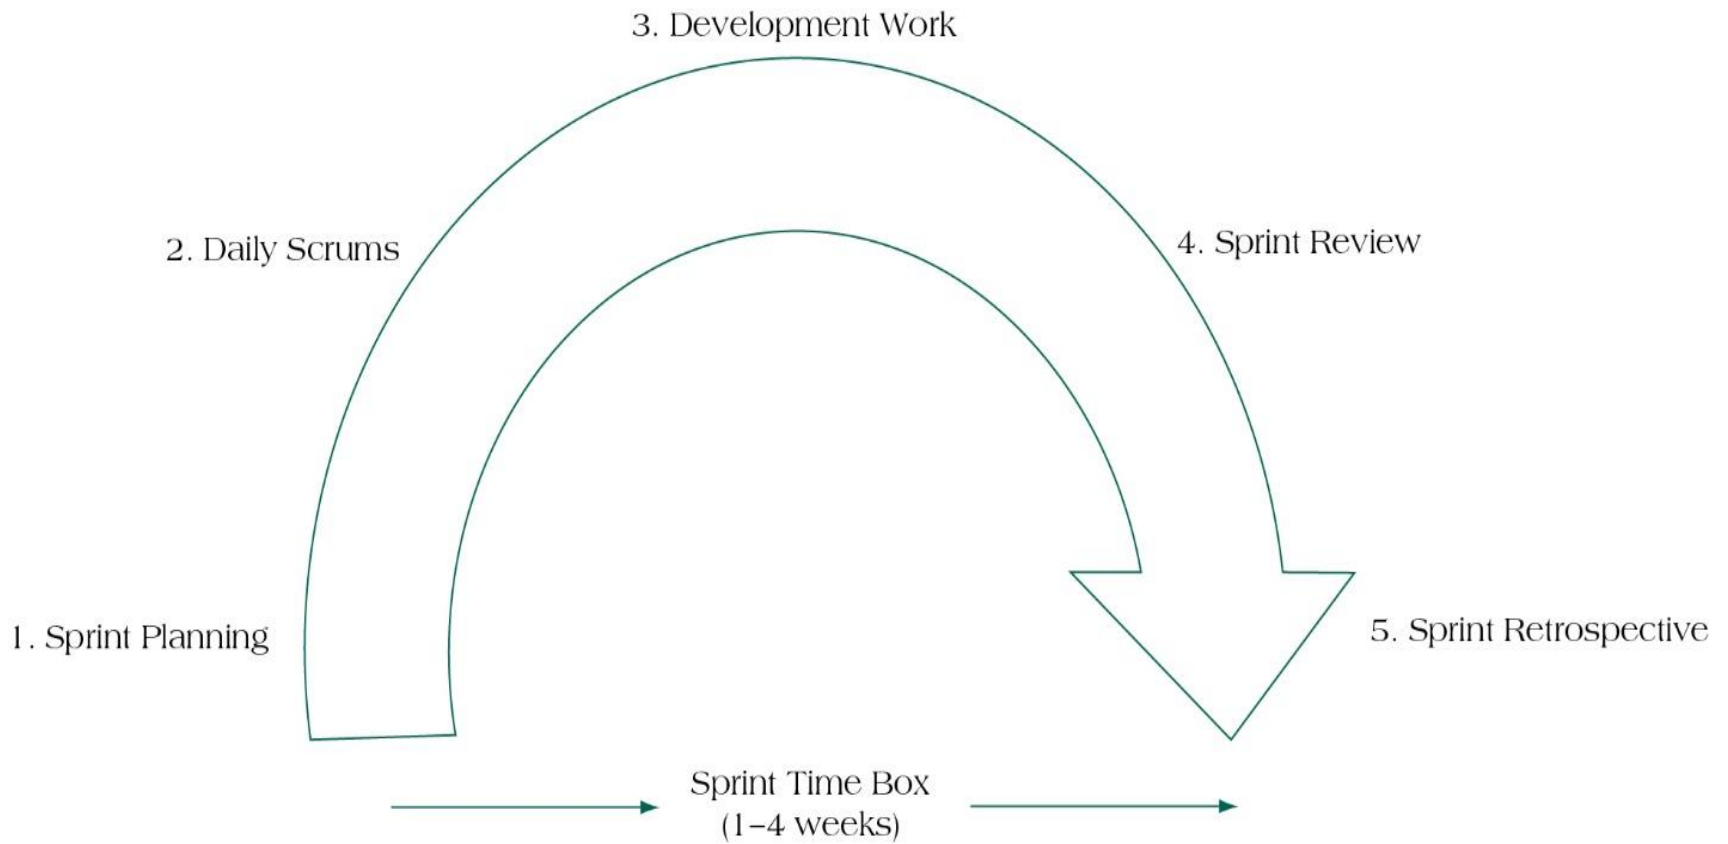 3. Development Work
2. Daily Scrums
4. Sprint Review
1. Sprint Planning
5. Sprint Retrospective
Sprint Time Box
(1–4 weeks)